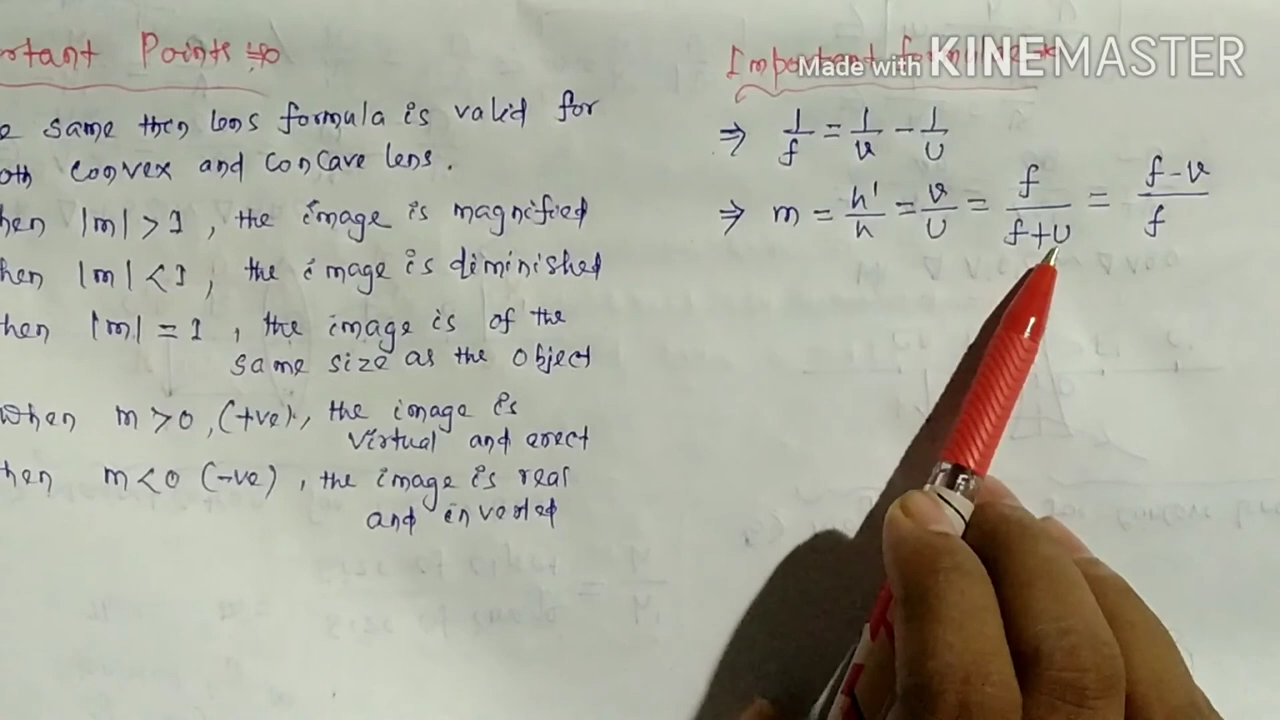 rtant Points ⇒
e same then lens formula is valid for
oth convex and concave lens.
hen |m| > 1, the image is magnified
hen |m| < 1, the image is diminished
hen |m| = 1, the image is of the
same size as the object
when m > 0, (+ve), the image is
virtual and erect
hen m < 0 (-ve), the image is real
and inverted
Important
Made with KINEMASTER
⇒ 1/f = 1/v - 1/u
⇒ m = h'/h = v/u = f/f+u = f-v/f